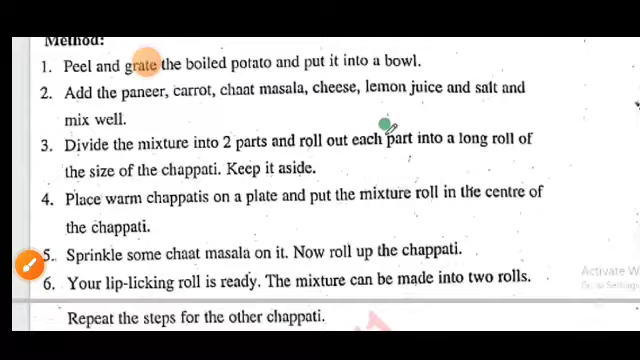 Method:
1. Peel and grate the boiled potato and put it into a bowl.
2. Add the paneer, carrot, chaat masala, cheese, lemon juice and salt and
mix well.
3. Divide the mixture into 2 parts and roll out each part into a long roll of
the size of the chappati. Keep it aside.
4. Place warm chappatis on a plate and put the mixture roll in the centre of
the chappati.
5. Sprinkle some chaat masala on it. Now roll up the chappati.
6. Your lip-licking roll is ready. The mixture can be made into two rolls.
Repeat the steps for the other chappati.
Activate W
Go to Settings